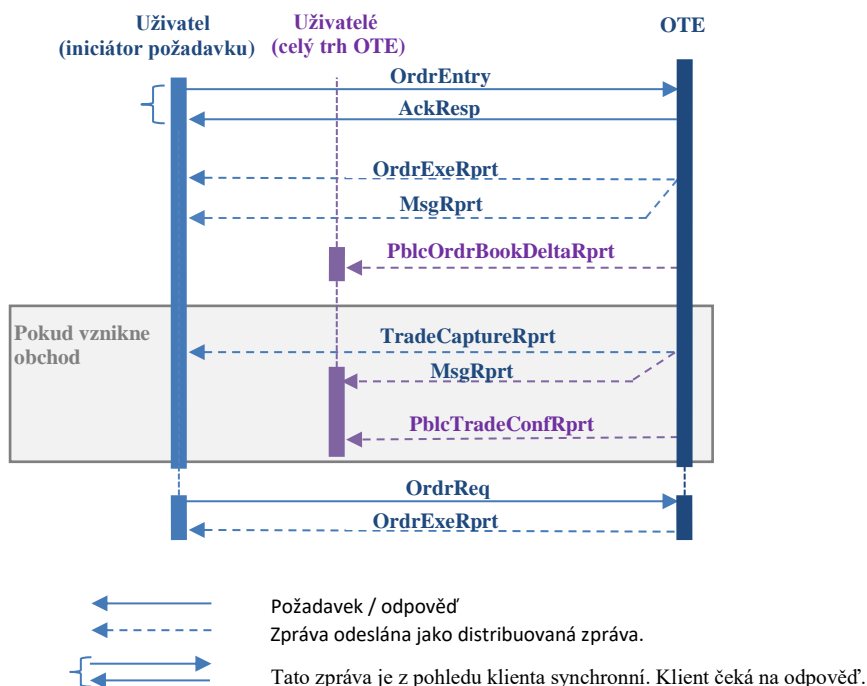 Uživatel
(iniciátor požadavku)
Uživatelé
(celý trh OTE)
OTE
OrdrEntry
AckResp
OrdrExeRprt
MsgRprt
PblcOrdrBookDeltaRprt
Pokud vznikne
obchod
TradeCaptureRprt
MsgRprt
PblcTradeConfRprt
OrdrReq
OrdrExeRprt
Požadavek / odpověď
Zpráva odeslána jako distribuovaná zpráva.
Tato zpráva je z pohledu klienta synchronní. Klient čeká na odpověď.